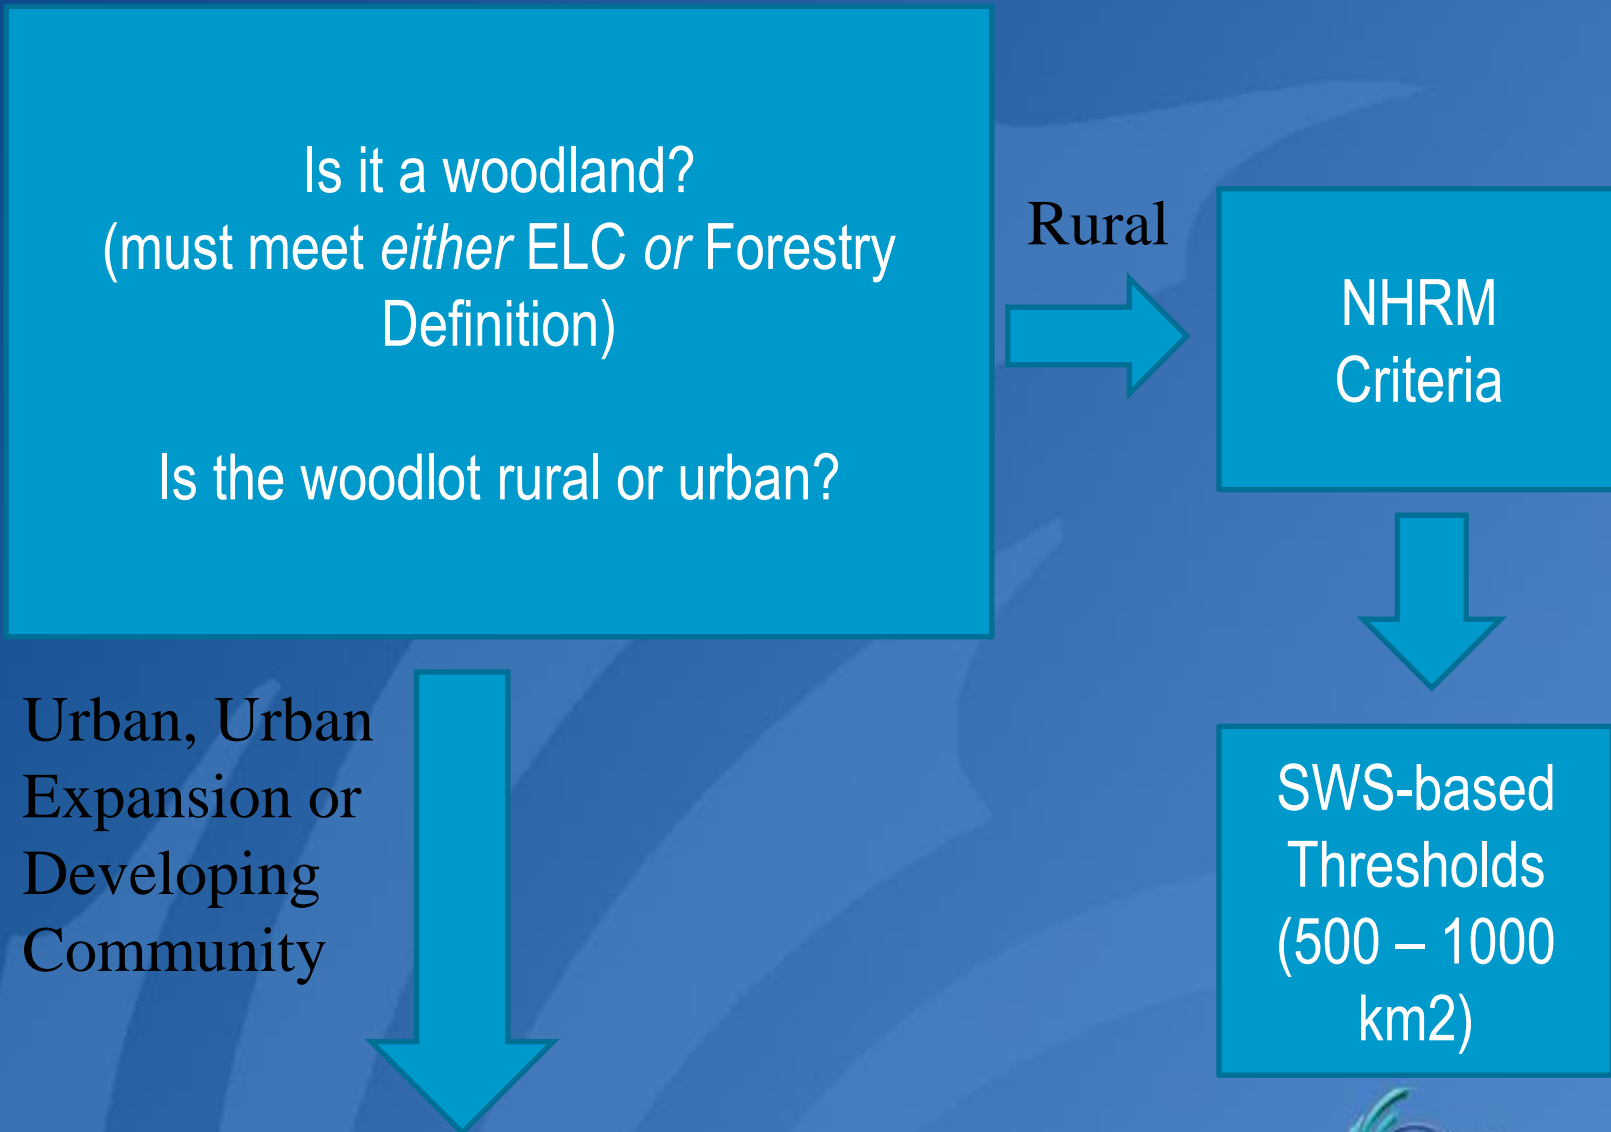 Is it a woodland?
(must meet either ELC or Forestry
Definition)
Is the woodlot rural or urban?
Rural
NHRM
Criteria
Urban, Urban
Expansion or
Developing
Community
SWS-based
Thresholds
(500 – 1000
km2)